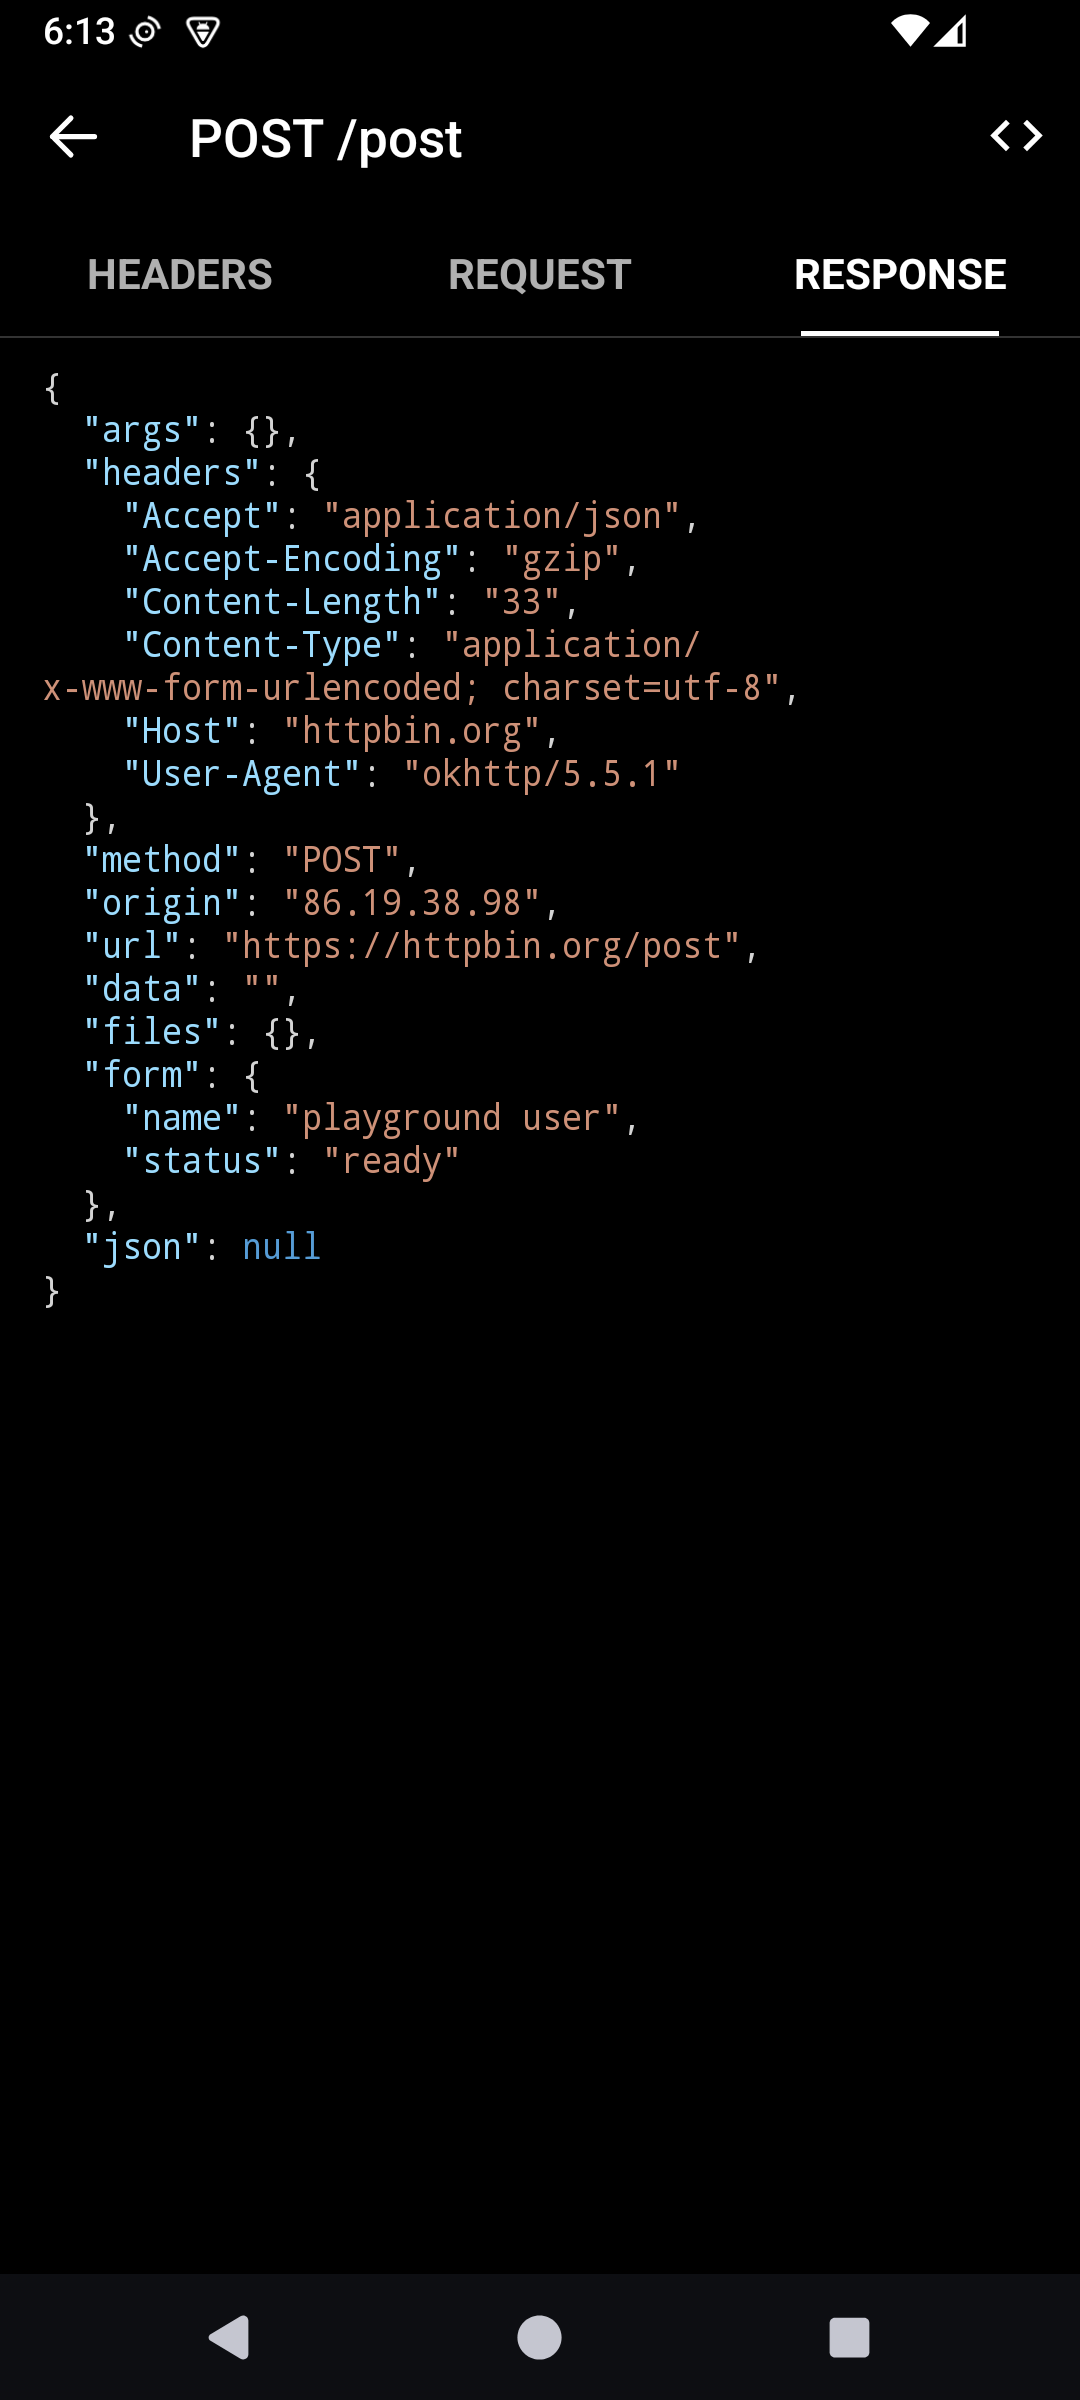 6:13
POST /post
HEADERS REQUEST RESPONSE
{
  "args": {},
  "headers": {
    "Accept": "application/json",
    "Accept-Encoding": "gzip",
    "Content-Length": "33",
    "Content-Type": "application/
x-www-form-urlencoded; charset=utf-8",
    "Host": "httpbin.org",
    "User-Agent": "okhttp/5.5.1"
  },
  "method": "POST",
  "origin": "86.19.38.98",
  "url": "https://httpbin.org/post",
  "data": "",
  "files": {},
  "form": {
    "name": "playground user",
    "status": "ready"
  },
  "json": null
}